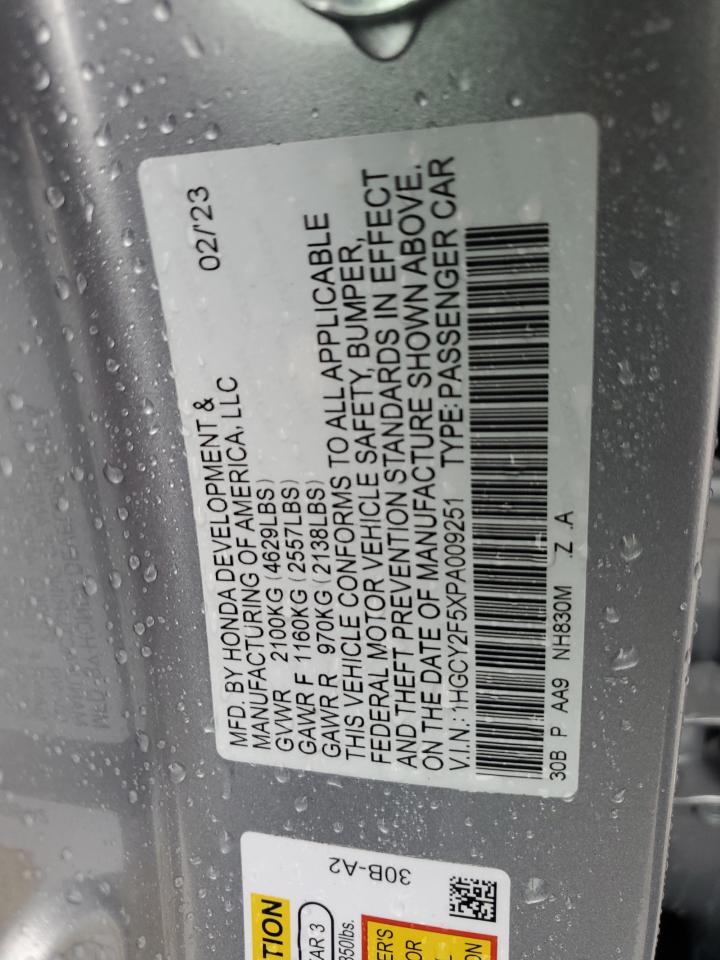 MFD. BY HONDA DEVELOPMENT &
MANUFACTURING OF AMERICA, LLC
02/'23
GVWR 2100KG (4629LBS)
GAWR F 1160KG (2557LBS)
GAWR R 970KG (2138LBS)
THIS VEHICLE CONFORMS TO ALL APPLICABLE
FEDERAL MOTOR VEHICLE SAFETY, BUMPER,
AND THEFT PREVENTION STANDARDS IN EFFECT
ON THE DATE OF MANUFACTURE SHOWN ABOVE.
V.I.N.: 1HGCY2F5XPA009251 TYPE: PASSENGER CAR
30B P AA9 NH830M Z A
30B-A2